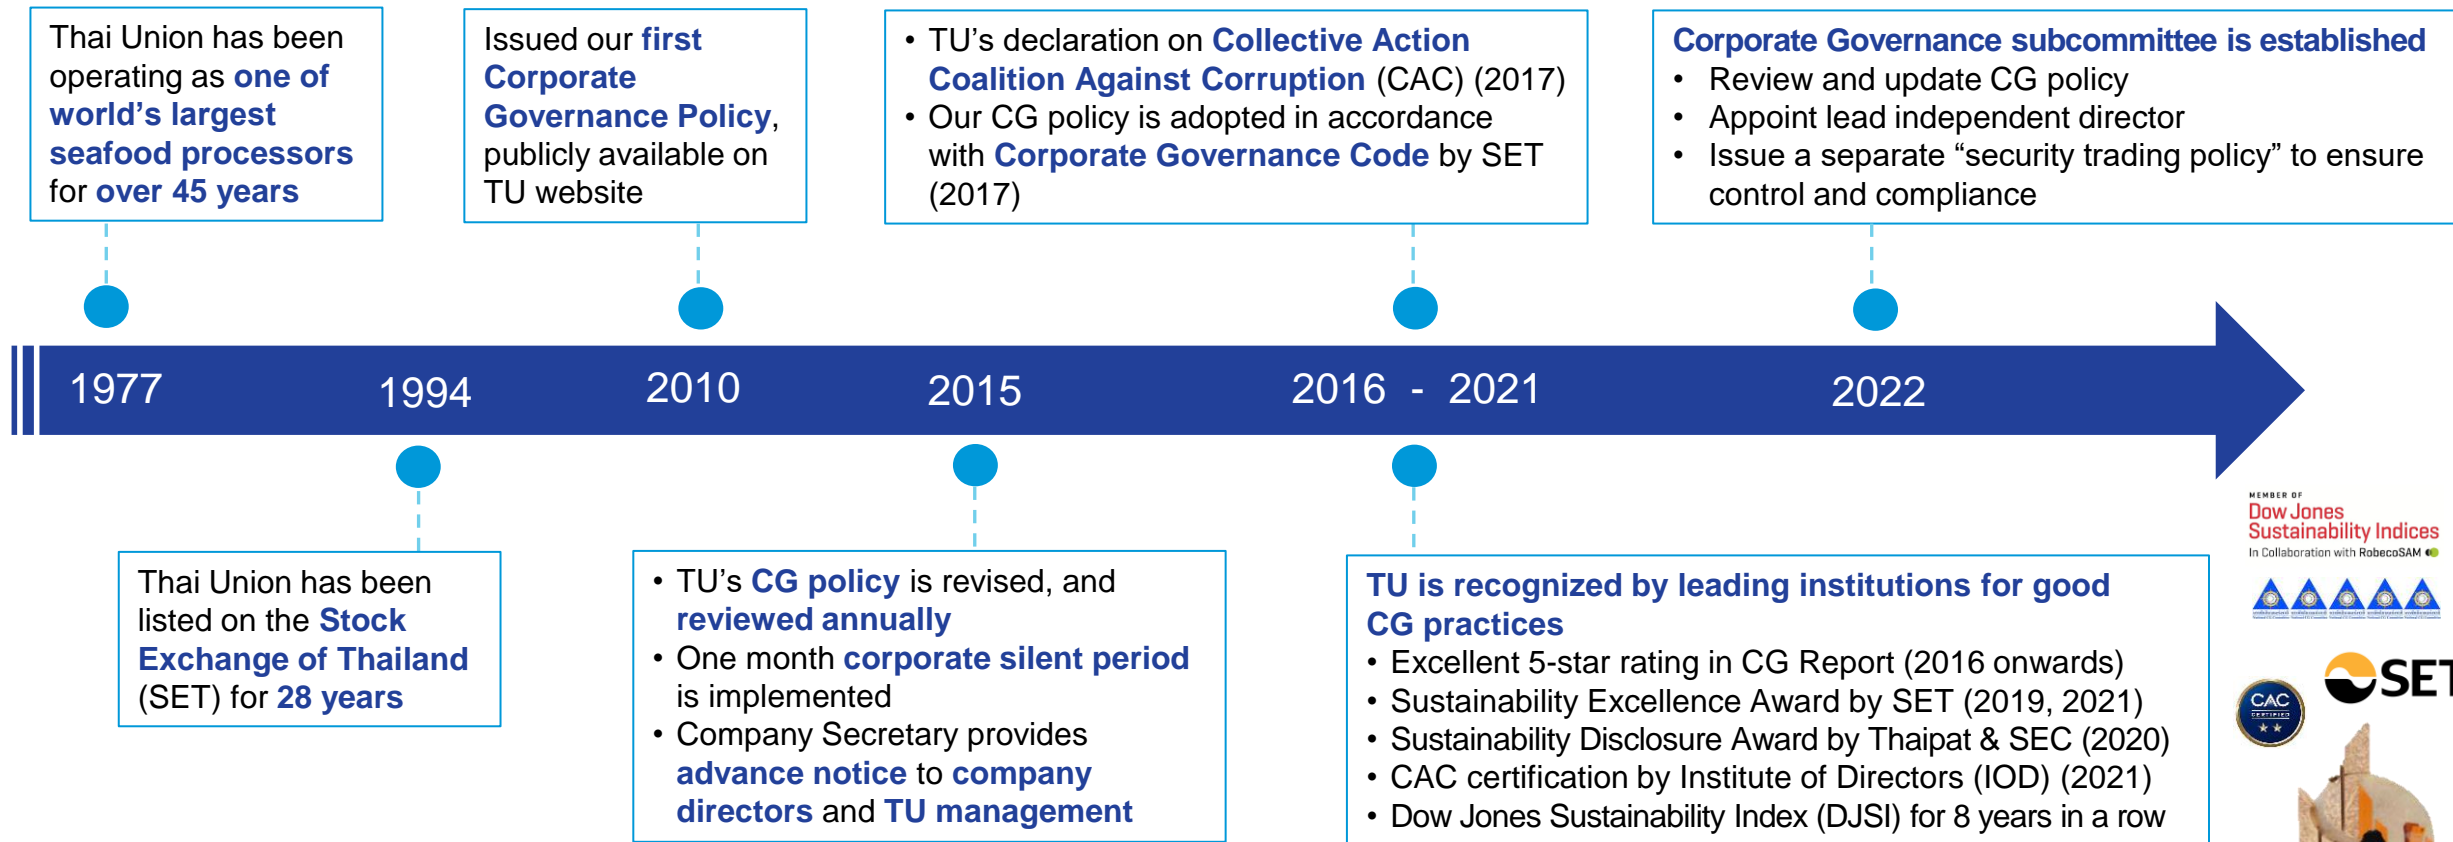 Thai Union has been
operating as one of
world's largest
seafood processors
for over 45 years
Issued our first
Corporate
Governance Policy,
publicly available on
TU website
• TU's declaration on Collective Action
Coalition Against Corruption (CAC) (2017)
• Our CG policy is adopted in accordance
with Corporate Governance Code by SET
(2017)
Corporate Governance subcommittee is established
• Review and update CG policy
• Appoint lead independent director
• Issue a separate “security trading policy” to ensure
control and compliance
1977
1994
2010
2015
2016 - 2021
2022
Thai Union has been
listed on the Stock
Exchange of Thailand
(SET) for 28 years
• TU's CG policy is revised, and
reviewed annually
• One month corporate silent period
is implemented
• Company Secretary provides
advance notice to company
directors and TU management
TU is recognized by leading institutions for good
CG practices
• Excellent 5-star rating in CG Report (2016 onwards)
• Sustainability Excellence Award by SET (2019, 2021)
• Sustainability Disclosure Award by Thaipat & SEC (2020)
• CAC certification by Institute of Directors (IOD) (2021)
• Dow Jones Sustainability Index (DJSI) for 8 years in a row
MEMBER OF
Dow Jones
Sustainability Indices
In Collaboration with RobecoSAM
SET
CAC
CERTIFIED